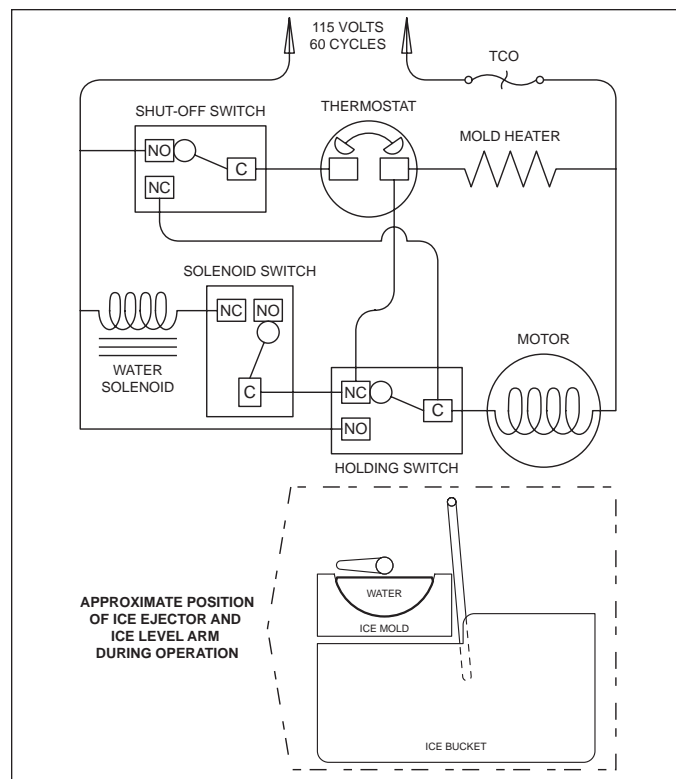 115 VOLTS
60 CYCLES
TCO
SHUT-OFF SWITCH
THERMOSTAT
MOLD HEATER
NO
C
NC
SOLENOID SWITCH
NC
NO
MOTOR
WATER
SOLENOID
C
NC
C
NO
HOLDING SWITCH
APPROXIMATE POSITION
OF ICE EJECTOR AND
ICE LEVEL ARM
DURING OPERATION
WATER
ICE MOLD
ICE BUCKET